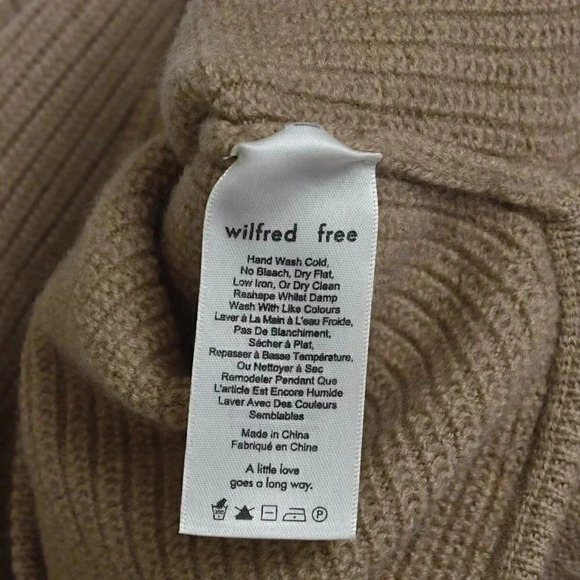 wilfred free
Hand Wash Cold,
No Bleach, Dry Flat,
Low Iron, Or Dry Clean
Reshape Whilst Damp
Wash With Like Colours
Laver à La Main à L'eau Froide,
Pas De Blanchiment,
Sécher à Plat,
Repasser à Basse Température,
Ou Nettoyer à Sec
Remodeler Pendant Que
L'article Est Encore Humide
Laver Avec Des Couleurs
Semblables
Made in China
Fabriqué en Chine
A little love
goes a long way.
P